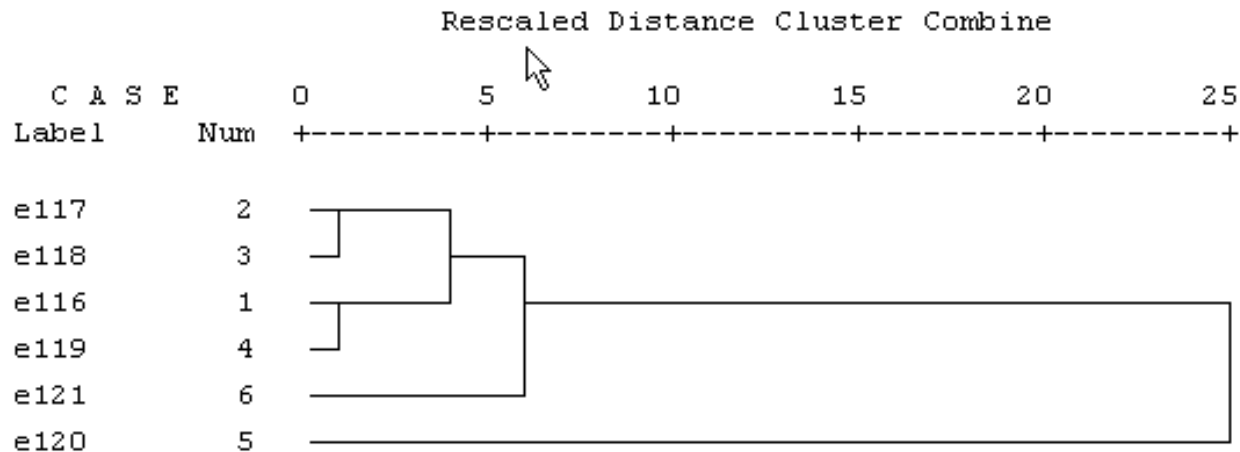 Rescaled Distance Cluster Combine
C A S E 0 5 10 15 20 25
Label Num +---------+---------+---------+---------+---------+
e117 2
e118 3
e116 1
e119 4
e121 6
e120 5